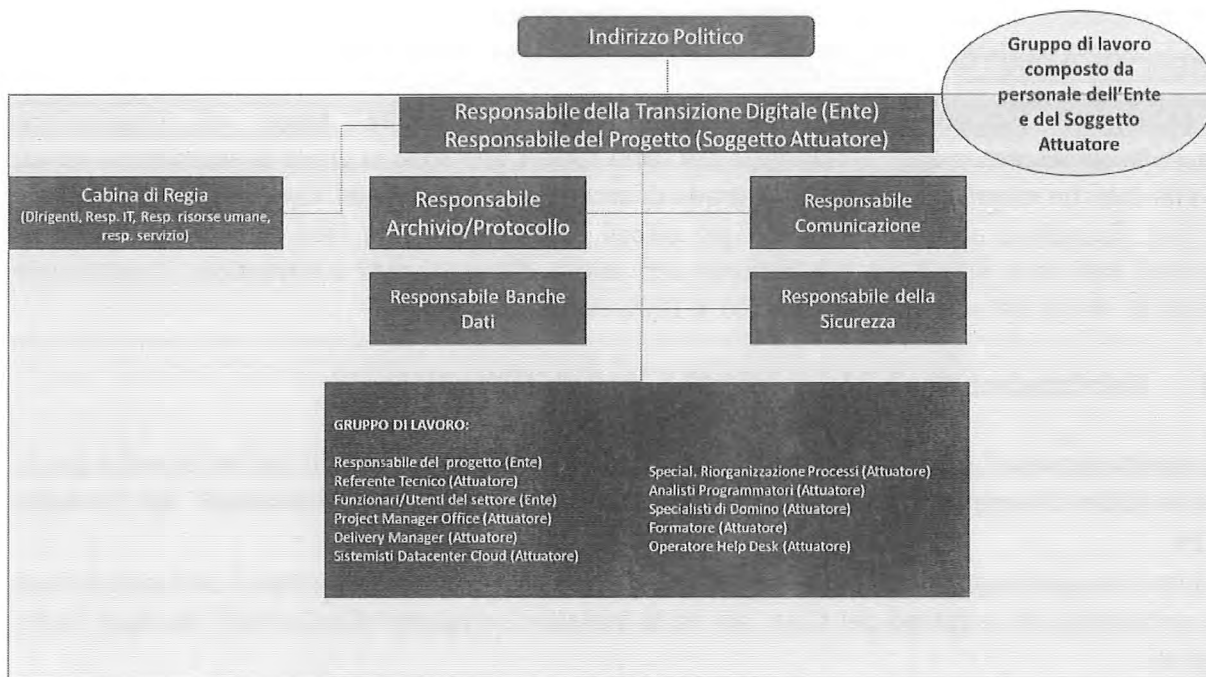 Indirizzo Politico
Gruppo di lavoro
composto da
personale dell'Ente
e del Soggetto
Attuatore
Responsabile della Transizione Digitale (Ente)
Responsabile del Progetto (Soggetto Attuatore)
Cabina di Regia
(Dirigenti, Resp. IT, Resp. risorse umane,
resp. servizio)
Responsabile
Archivio/Protocollo
Responsabile
Comunicazione
Responsabile Banche
Dati
Responsabile della
Sicurezza
GRUPPO DI LAVORO:
Responsabile del progetto (Ente)
Referente Tecnico (Attuatore)
Funzionari/Utenti del settore (Ente)
Project Manager Office (Attuatore)
Delivery Manager (Attuatore)
Sistemisti Datacenter Cloud (Attuatore)
Special. Riorganizzazione Processi (Attuatore)
Analisti Programmatori (Attuatore)
Specialisti di Domino (Attuatore)
Formatore (Attuatore)
Operatore Help Desk (Attuatore)